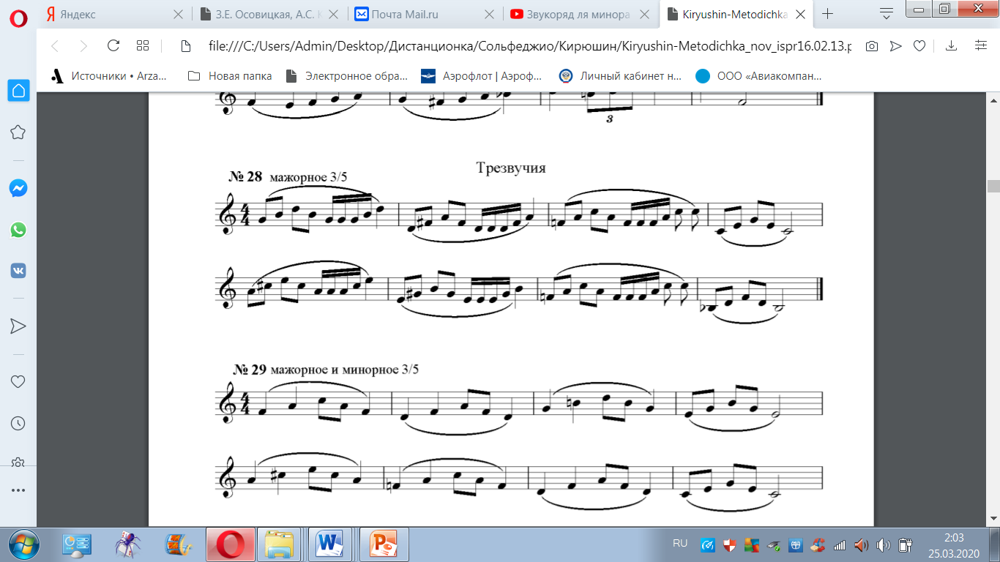 Яндекс
З.Е. Осовицкая, А.С. К
Почта Mail.ru
Звукоряд ля минора
Kiryushin-Metodichka
file:///C:/Users/Admin/Desktop/Дистанционка/Сольфеджио/Кирюшин/Kiryushin-Metodichka_nov_ispr16.02.13.p
Источники • Arza...
Новая папка
Электронное обра...
Аэрофлот | Аэроф...
Личный кабинет н...
ООО «Авиакомпан...
3
Трезвучия
№ 28 мажорное 3/5
4
4
№ 29 мажорное и минорное 3/5
4
4
RU
2:03
25.03.2020